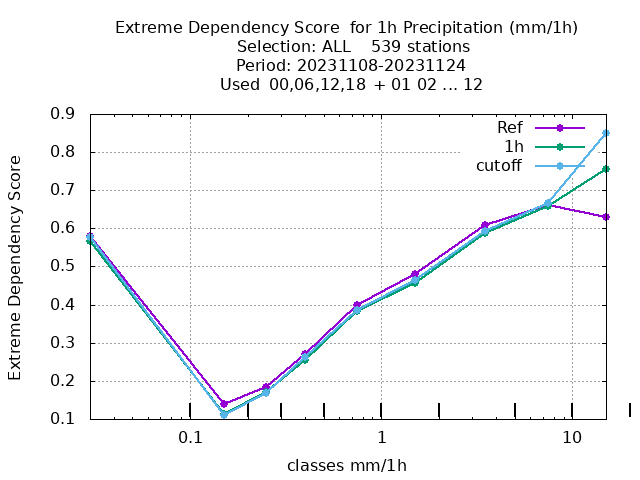 Extreme Dependency Score  for 1h Precipitation (mm/1h)
Selection: ALL    539 stations
Period: 20231108-20231124
Used  00,06,12,18  + 01 02 ... 12
Extreme Dependency Score
0.9
0.8
0.7
0.6
0.5
0.4
0.3
0.2
0.1
Ref
1h
cutoff
0.1
1
10
classes mm/1h